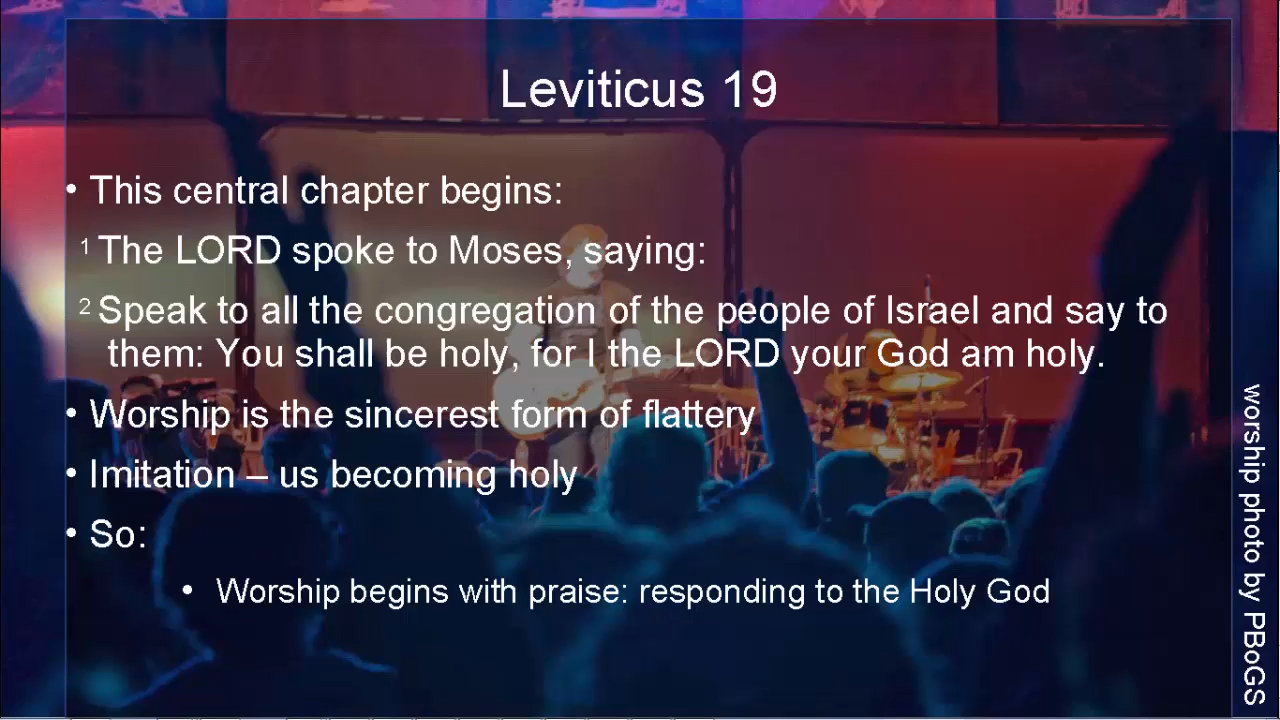 Leviticus 19
• This central chapter begins:
¹ The LORD spoke to Moses, saying:
² Speak to all the congregation of the people of Israel and say to
them: You shall be holy, for I the LORD your God am holy.
• Worship is the sincerest form of flattery
• Imitation – us becoming holy
• So:
• Worship begins with praise: responding to the Holy God
worship photo by PBoGS